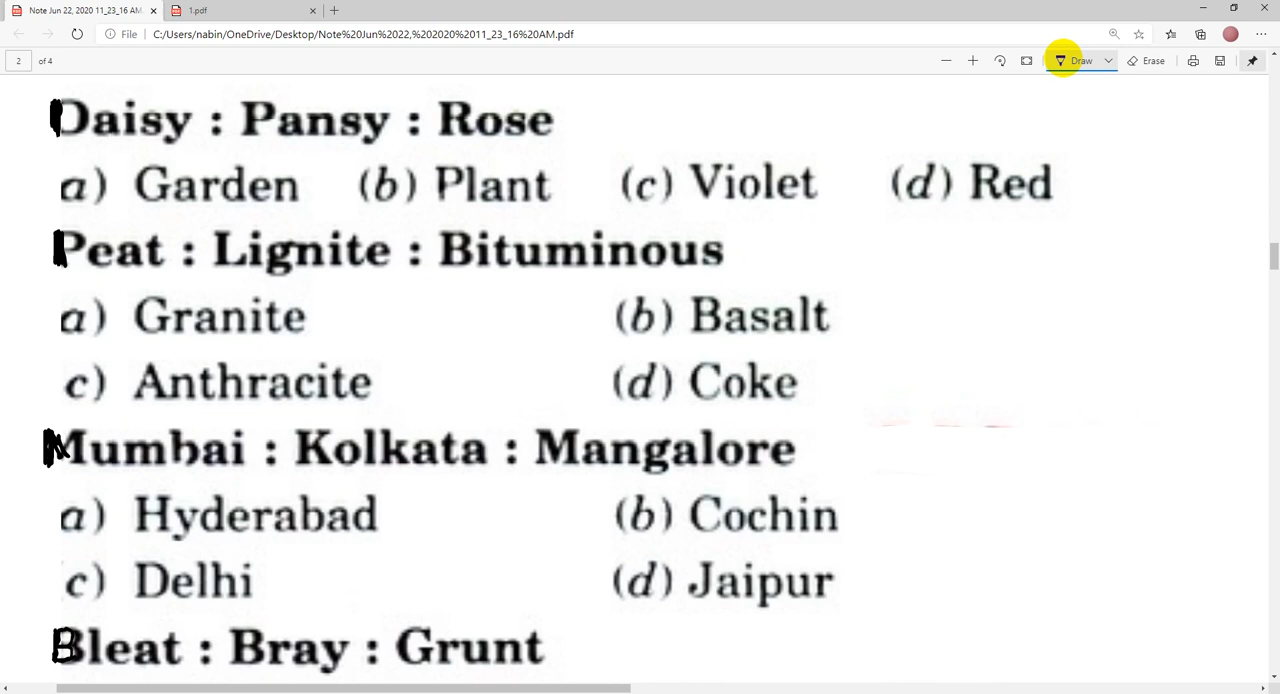 Note Jun 22, 2020 11_23_16 AM. 1.pdf
File C:/Users/nabin/OneDrive/Desktop/Note%20Jun%2022,%202020%2011_23_16%20AM.pdf
2 of 4 Draw Erase
Daisy : Pansy : Rose
a) Garden (b) Plant (c) Violet (d) Red
Peat : Lignite : Bituminous
a) Granite (b) Basalt
c) Anthracite (d) Coke
Mumbai : Kolkata : Mangalore
a) Hyderabad (b) Cochin
c) Delhi (d) Jaipur
Bleat : Bray : Grunt